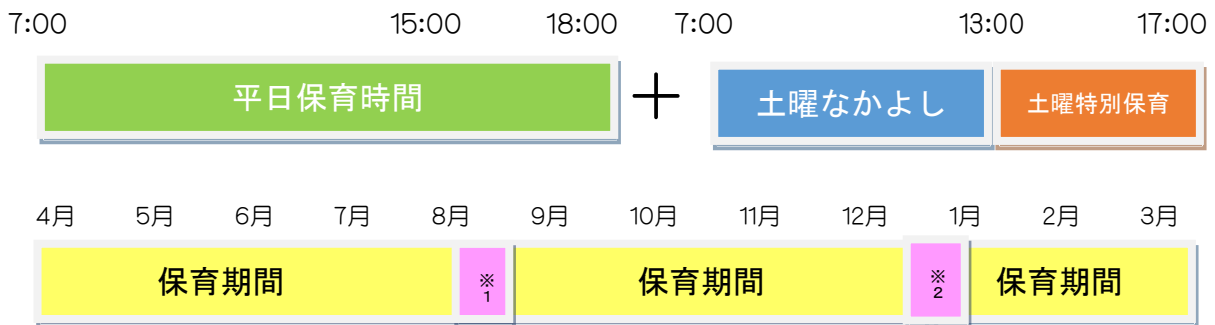 7:00 15:00 18:00 7:00 13:00 17:00
平日保育時間 + 土曜なかよし 土曜特別保育
4月 5月 6月 7月 8月 9月 10月 11月 12月 1月 2月 3月
保育期間 ※1 保育期間 ※2 保育期間